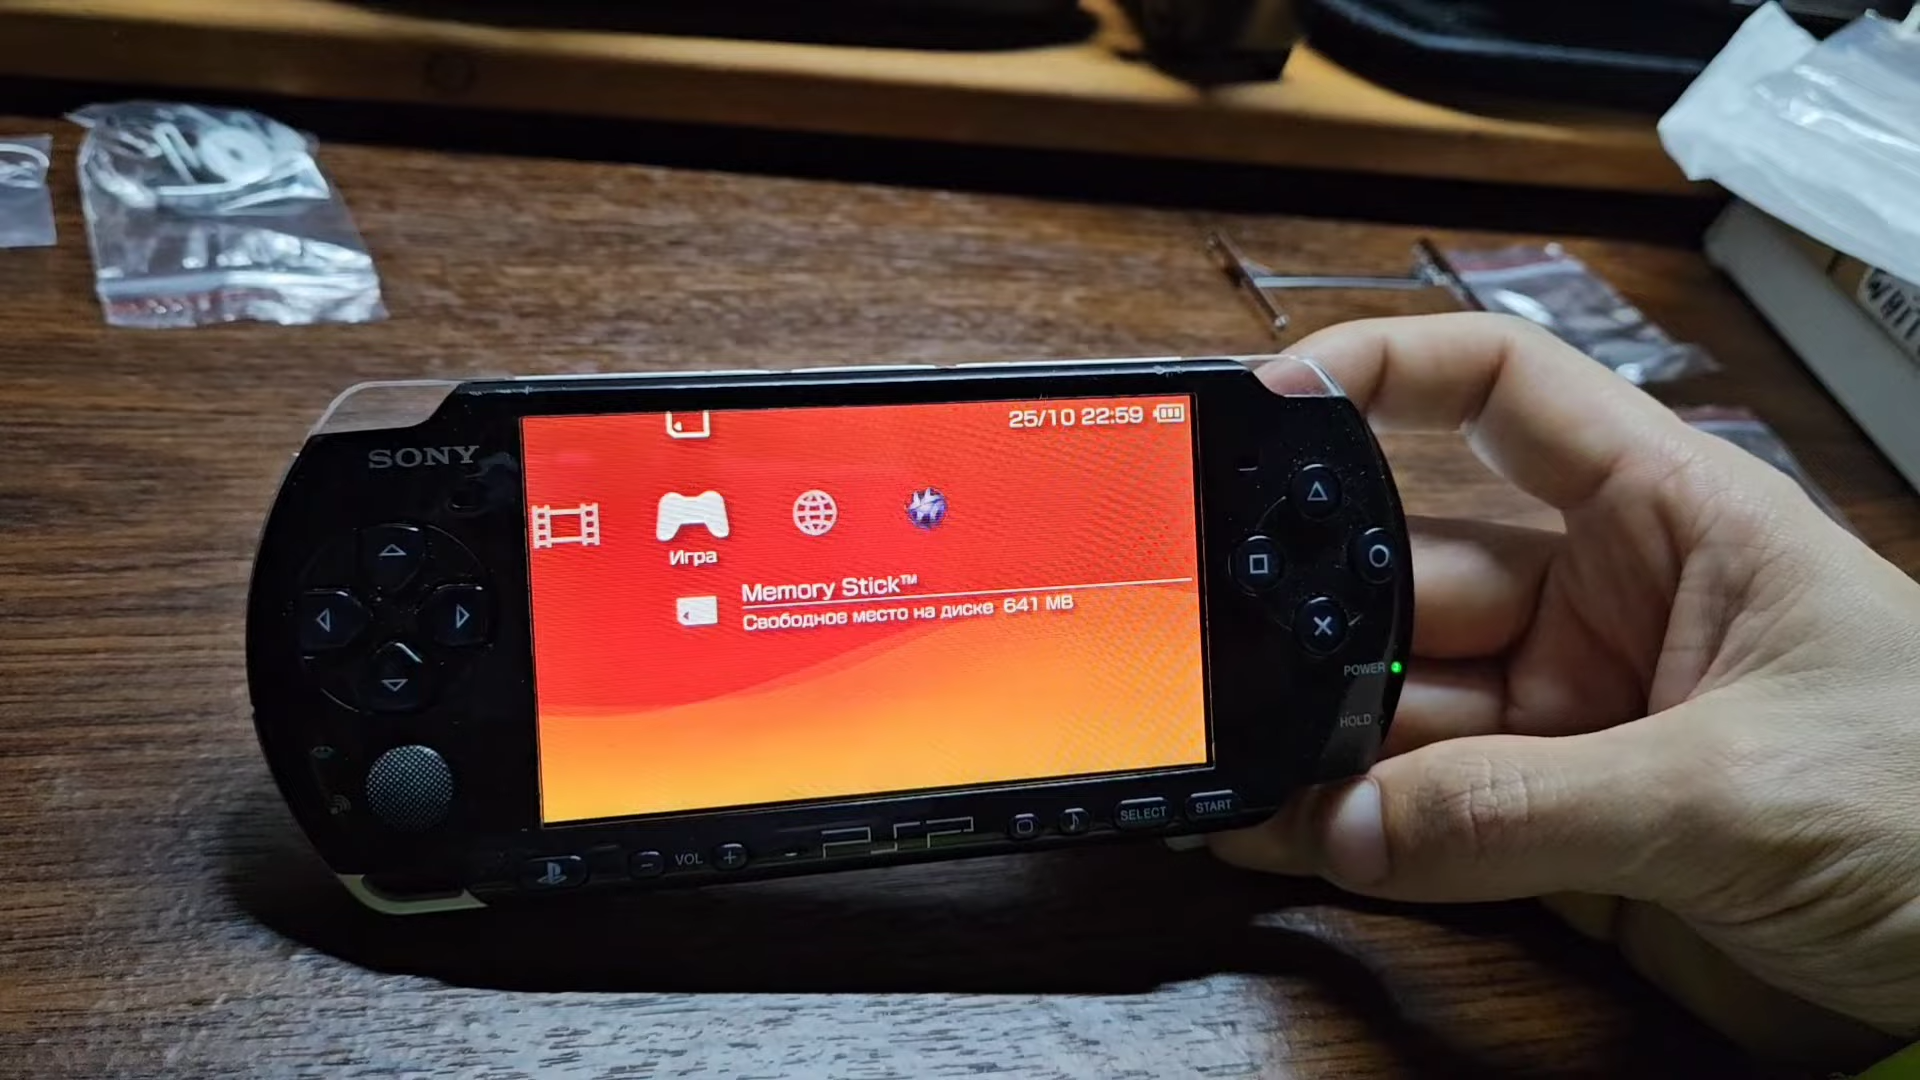 SONY
25/10 22:59
Игра
Memory Stick™
Свободное место на диске 641 MB
POWER
HOLD
VOL
PSP
SELECT
START